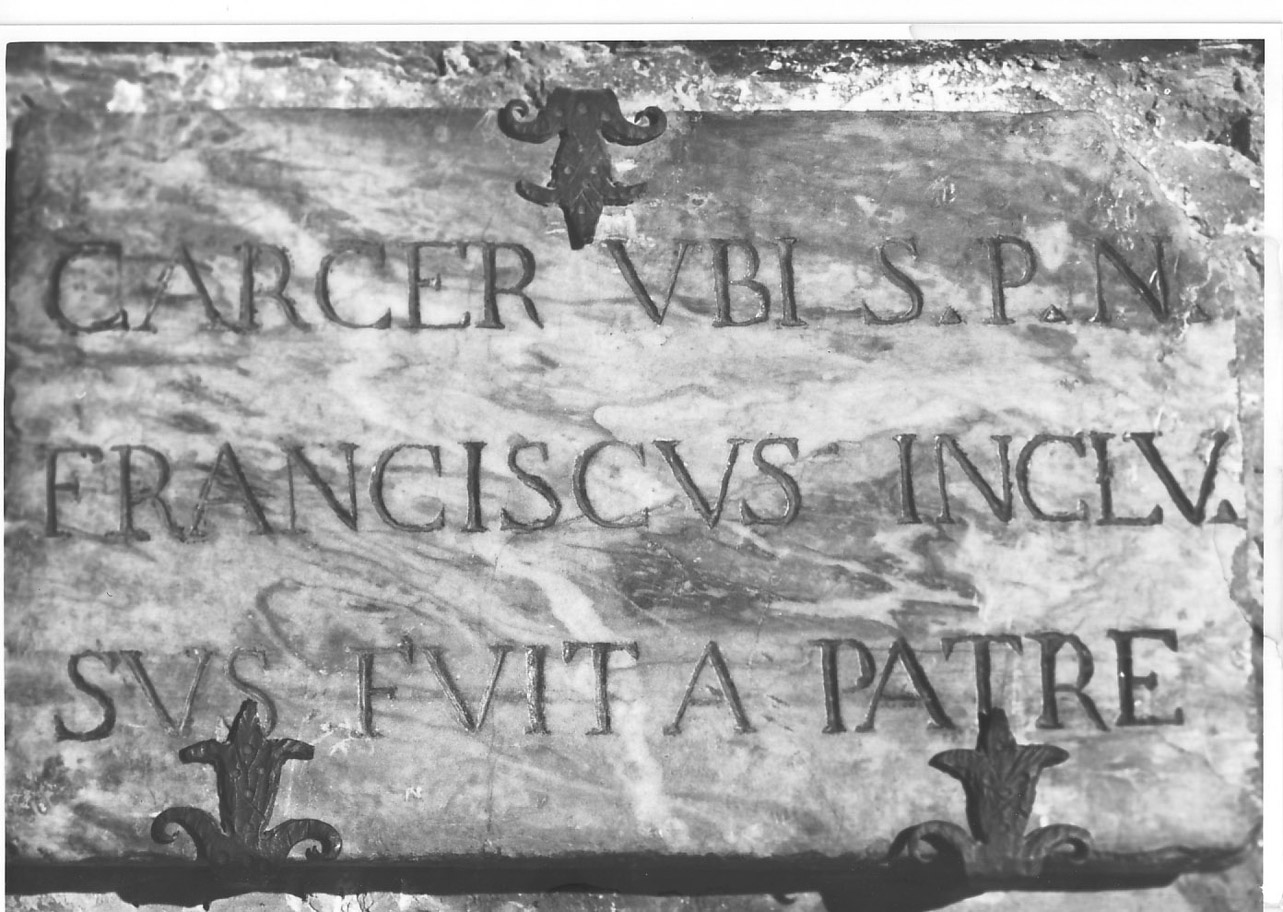 CARCER VBI S.P.N.
FRANCISCVS INCLV.
SVS FVIT A PATRE